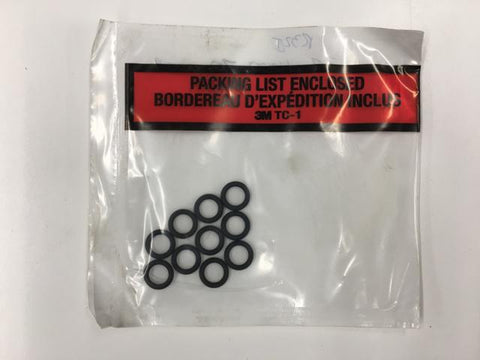 PACKING LIST ENCLOSED
BORDEREAU D'EXPÉDITION INCLUS
3M TC-1